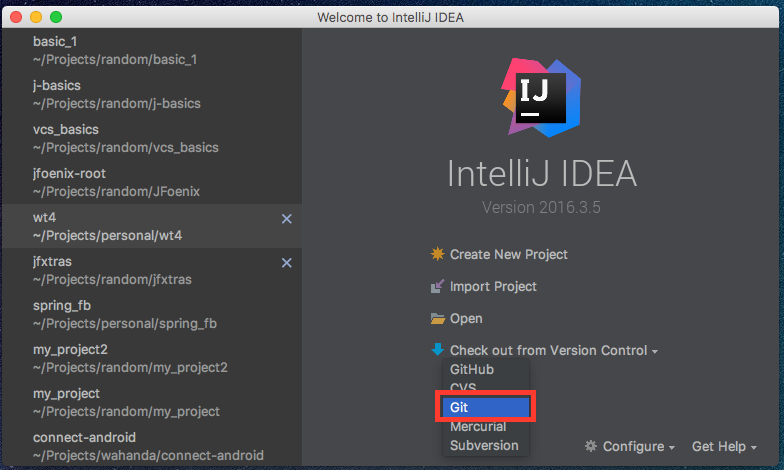 Welcome to IntelliJ IDEA
basic_1
~/Projects/random/basic_1
j-basics
~/Projects/random/j-basics
vcs_basics
~/Projects/random/vcs_basics
jfoenix-root
~/Projects/random/JFoenix
wt4
~/Projects/personal/wt4
jfxtras
~/Projects/random/jfxtras
spring_fb
~/Projects/personal/spring_fb
my_project2
~/Projects/random/my_project2
my_project
~/Projects/random/my_project
connect-android
~/Projects/wahanda/connect-android
IJ
IntelliJ IDEA
Version 2016.3.5
Create New Project
Import Project
Open
Check out from Version Control
GitHub
CVS
Git
Mercurial
Subversion
Configure
Get Help